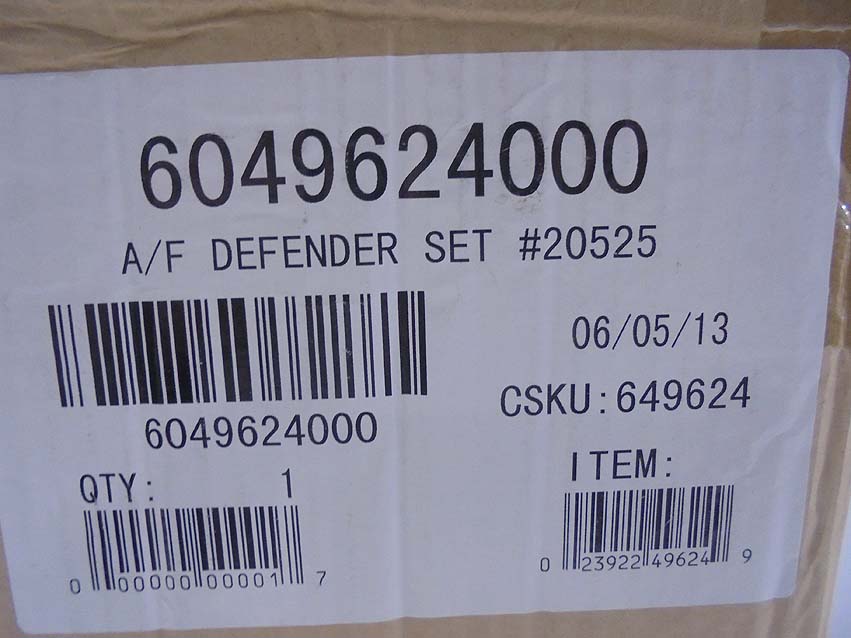 6049624000
A/F DEFENDER SET #20525
06/05/13
6049624000
CSKU: 649624
QTY: 1
ITEM:
0 00000 00001 7
0 23922 49624 9